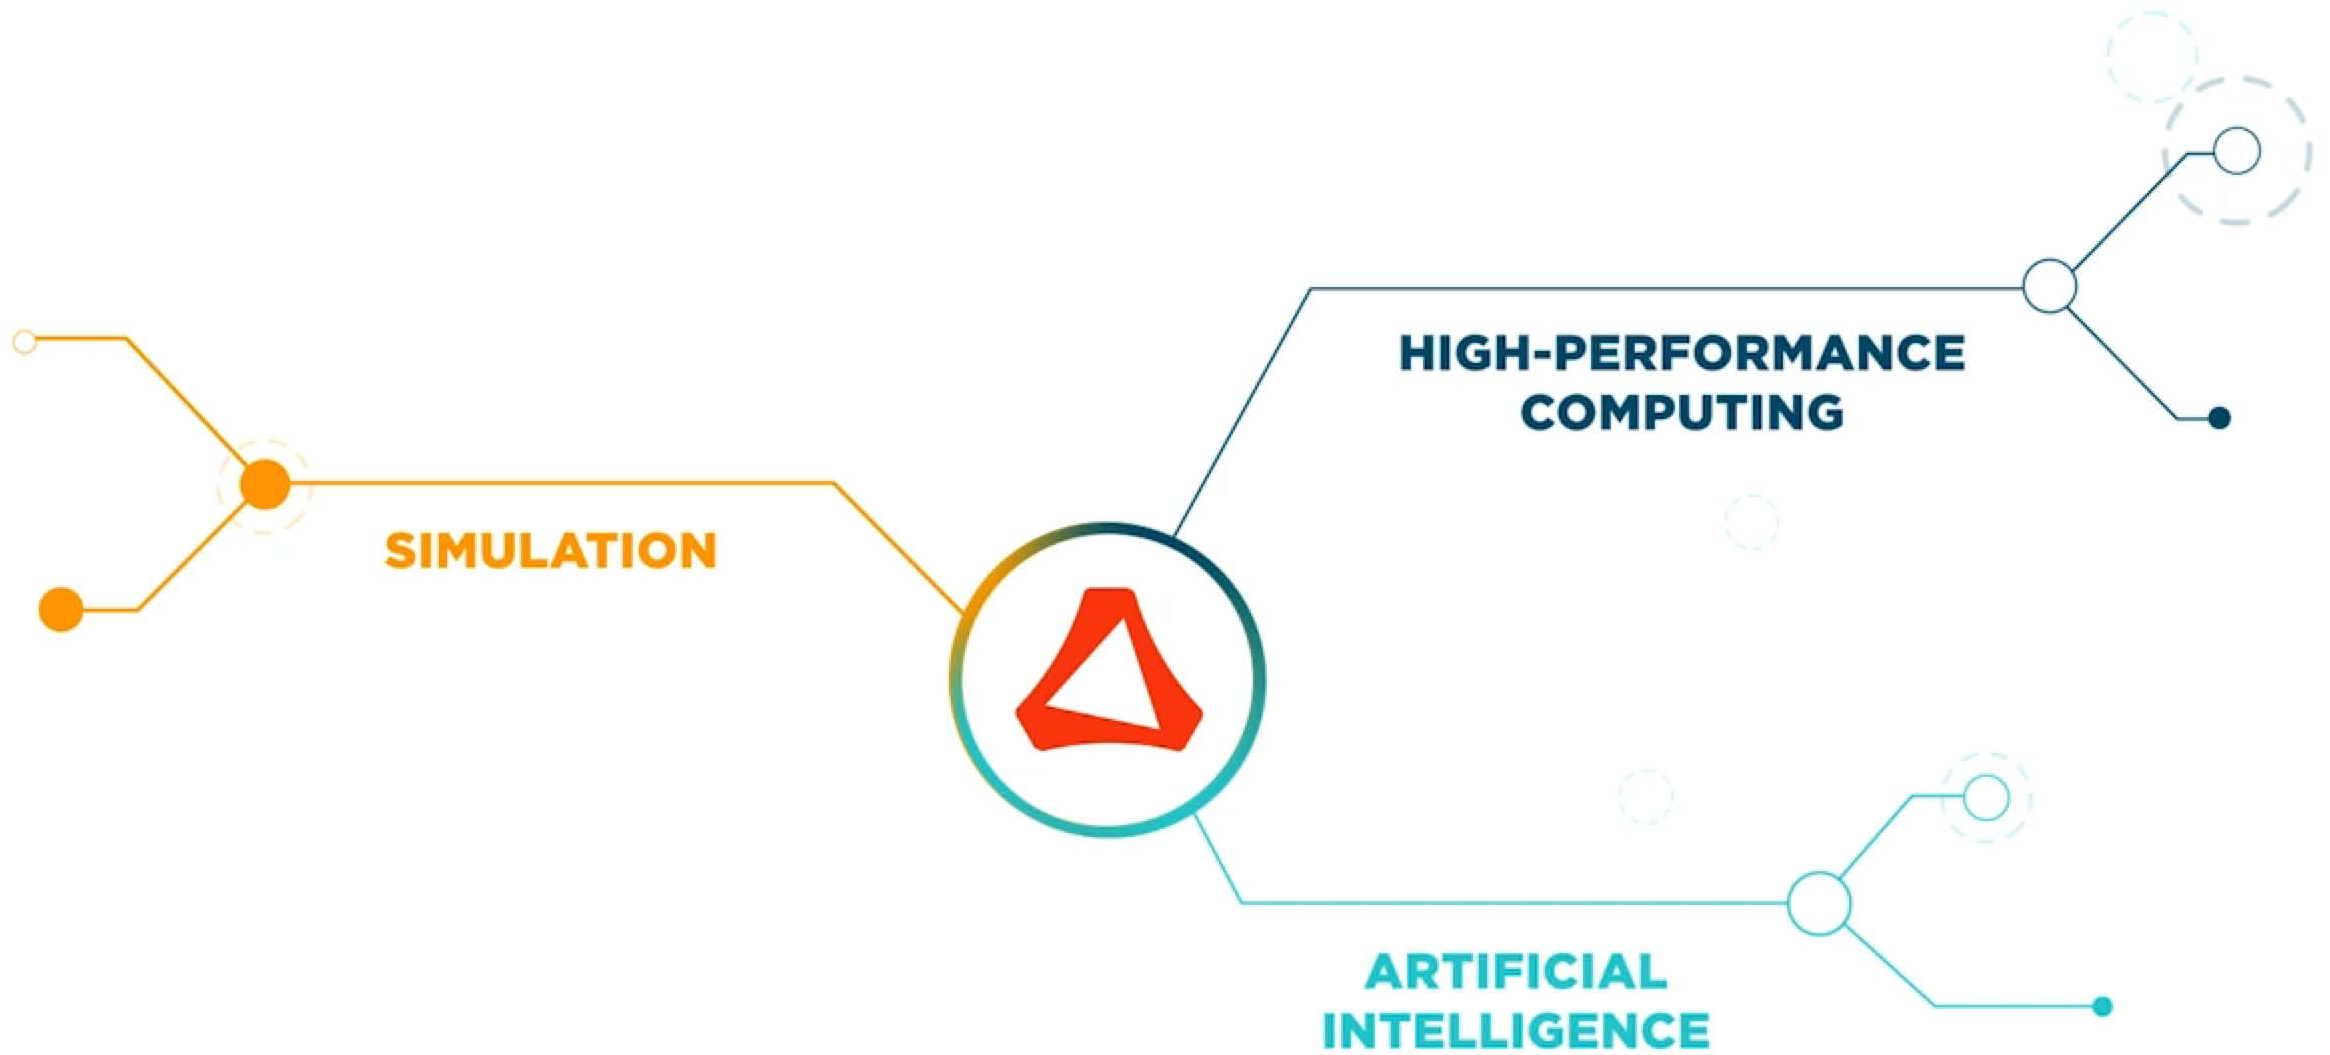 HIGH-PERFORMANCE
COMPUTING
SIMULATION
ARTIFICIAL
INTELLIGENCE